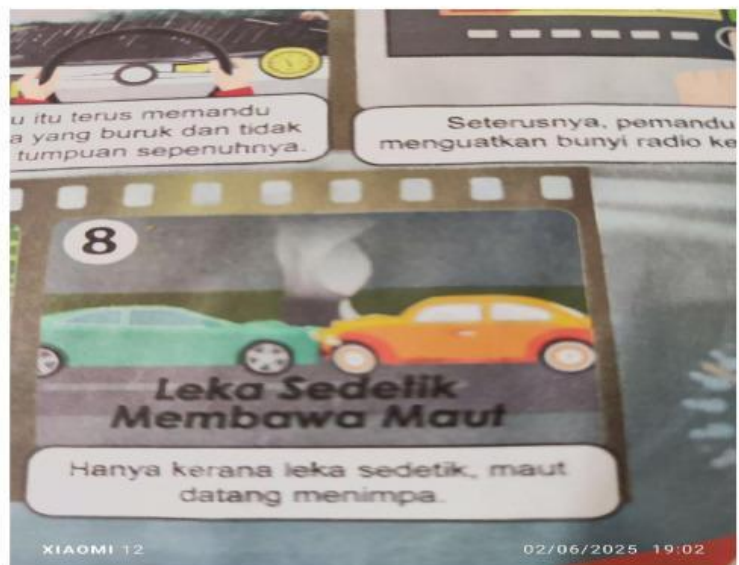 u itu terus memandu
a yang buruk dan tidak
tumpuan sepenuhnya.
Seterusnya, pemandu
menguatkan bunyi radio ke
8
Leka Sedetik
Membawa Maut
Hanya kerana leka sedetik, maut
datang menimpa.
XIAOMI 12
02/06/2025 19:02